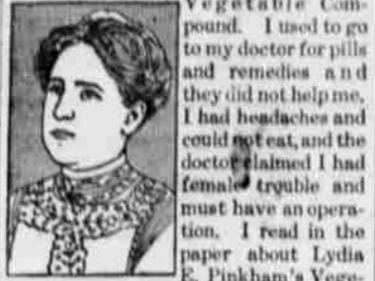 Vegetable Com-
pound. I used to go
to my doctor for pills
and remedies and
they did not help me.
I had headaches and
could not eat, and the
doctor claimed I had
female trouble and
must have an opera-
tion. I read in the
paper about Lydia
E. Pinkham's Vege-